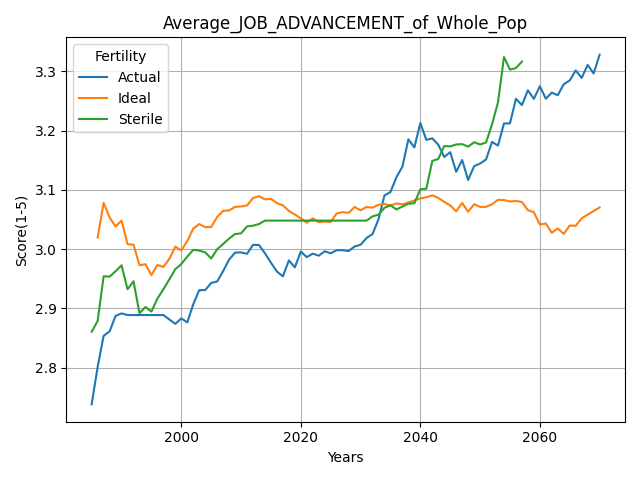 Average_JOB_ADVANCEMENT_of_Whole_Pop
Fertility
Actual
Ideal
Sterile
Score(1-5)
3.3
3.2
3.1
3.0
2.9
2.8
2000
2020
2040
2060
Years